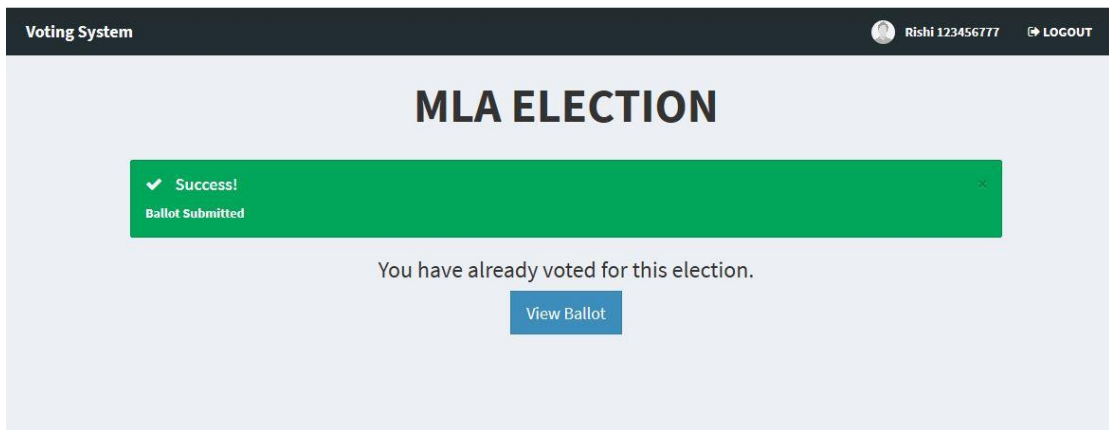 Voting System
Rishi 123456777
LOGOUT
MLA ELECTION
Success!
×
Ballot Submitted
You have already voted for this election.
View Ballot